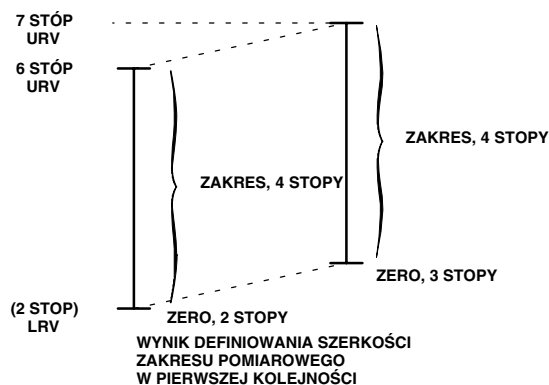 7 STÓP
URV
6 STÓP
URV
ZAKRES, 4 STOPY
ZAKRES, 4 STOPY
ZERO, 3 STOPY
(2 STOP)
LRV
ZERO, 2 STOPY
WYNIK DEFINIOWANIA SZERKOŚCI
ZAKRESU POMIAROWEGO
W PIERWSZEJ KOLEJNOŚCI